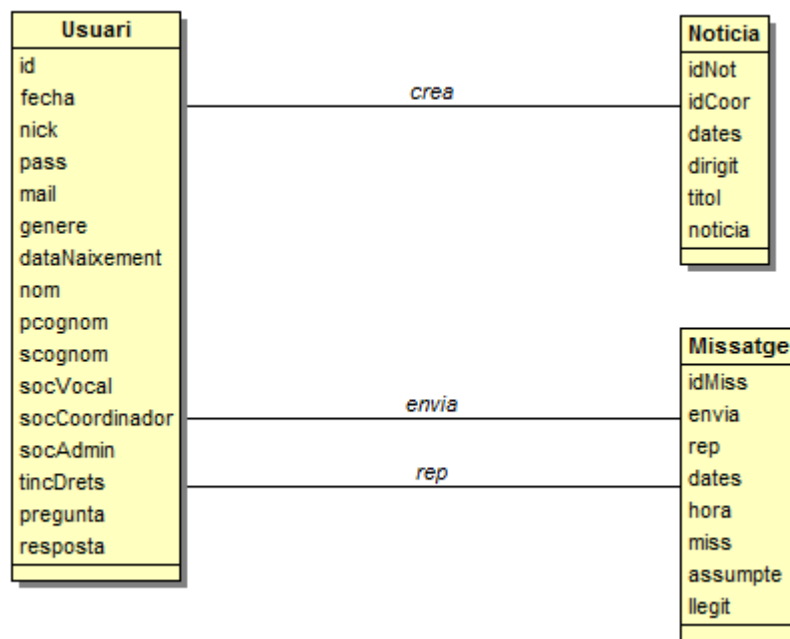 Usuari
id
fecha
nick
pass
mail
genere
dataNaixement
nom
pcognom
scognom
socVocal
socCoordinador
socAdmin
tincDrets
pregunta
resposta
crea
envia
rep
Noticia
idNot
idCoor
dates
dirigit
titol
noticia
Missatge
idMiss
envia
rep
dates
hora
miss
assumpte
llegit